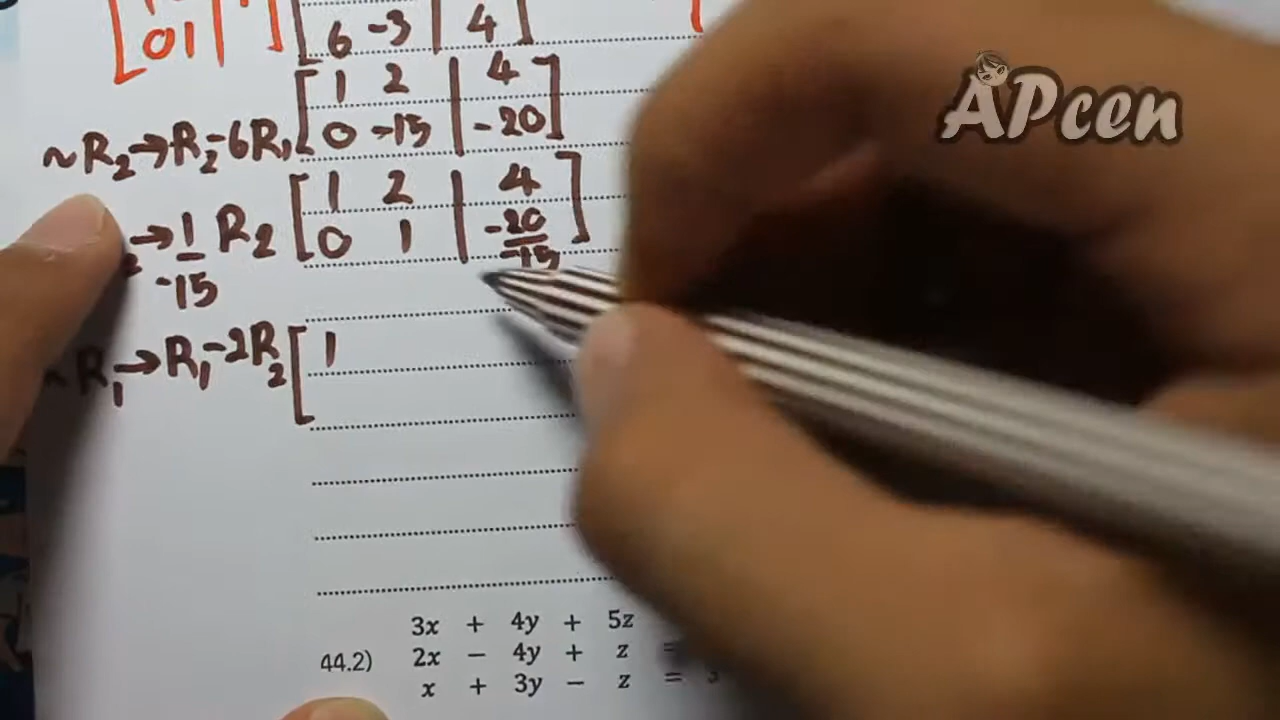 01
6 -3 | 4
APcen
1 2 | 4
~R₂→R₂-6R₁ 0 -15 | -20
1 2 | 4
→1/-15 R₂ 0 1 | -20/-15
R₁→R₁-2R₂ [ 1
3x + 4y + 5z
44.2) 2x - 4y + z =
x + 3y - z =